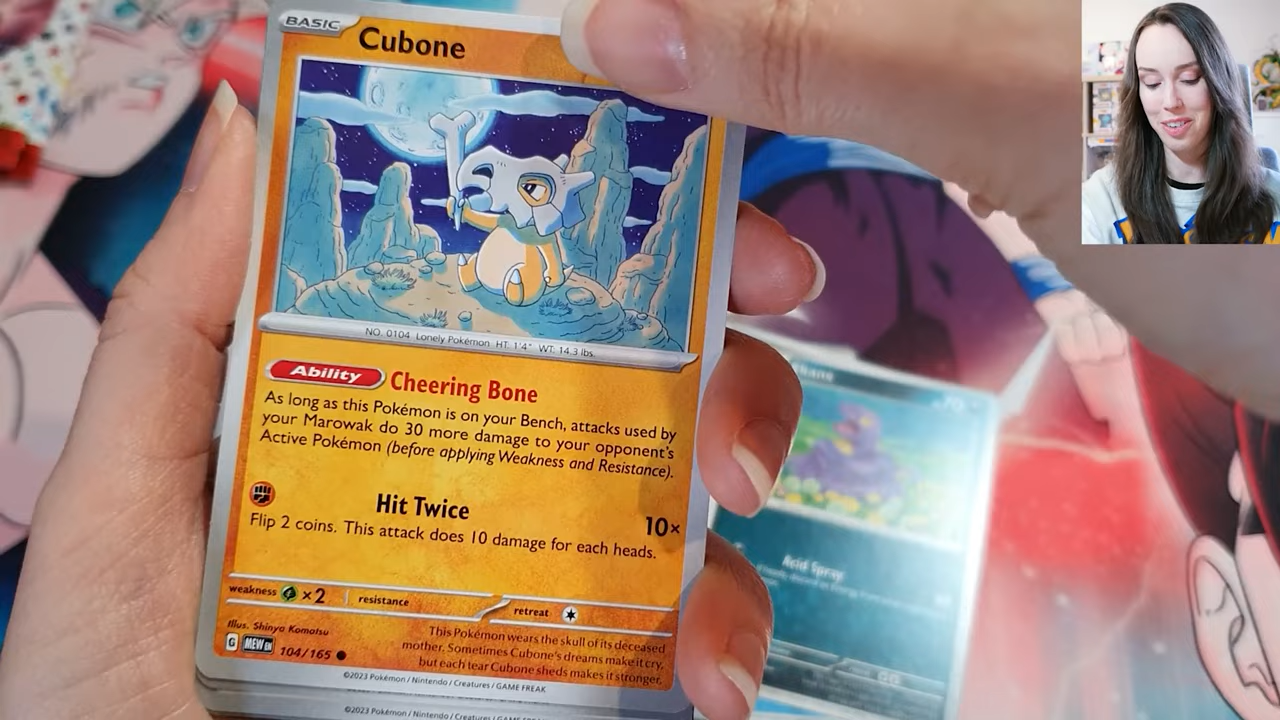 BASIC
Cubone
NO. 0104 Lonely Pokémon HT: 1'4" WT: 14.3 lbs.
Ability Cheering Bone
As long as this Pokémon is on your Bench, attacks used by
your Marowak do 30 more damage to your opponent's
Active Pokémon (before applying Weakness and Resistance).
Hit Twice
10×
Flip 2 coins. This attack does 10 damage for each heads.
weakness ×2 resistance retreat
Illus. Shinya Komatsu
G MEW EN 104/165
This Pokémon wears the skull of its deceased
mother. Sometimes Cubone's dreams make it cry,
but each tear Cubone sheds makes it stronger.
©2023 Pokémon / Nintendo / Creatures / GAME FREAK
©2023 Pokémon / Nintendo / Creatures / GAME FREAK
Acid Spray